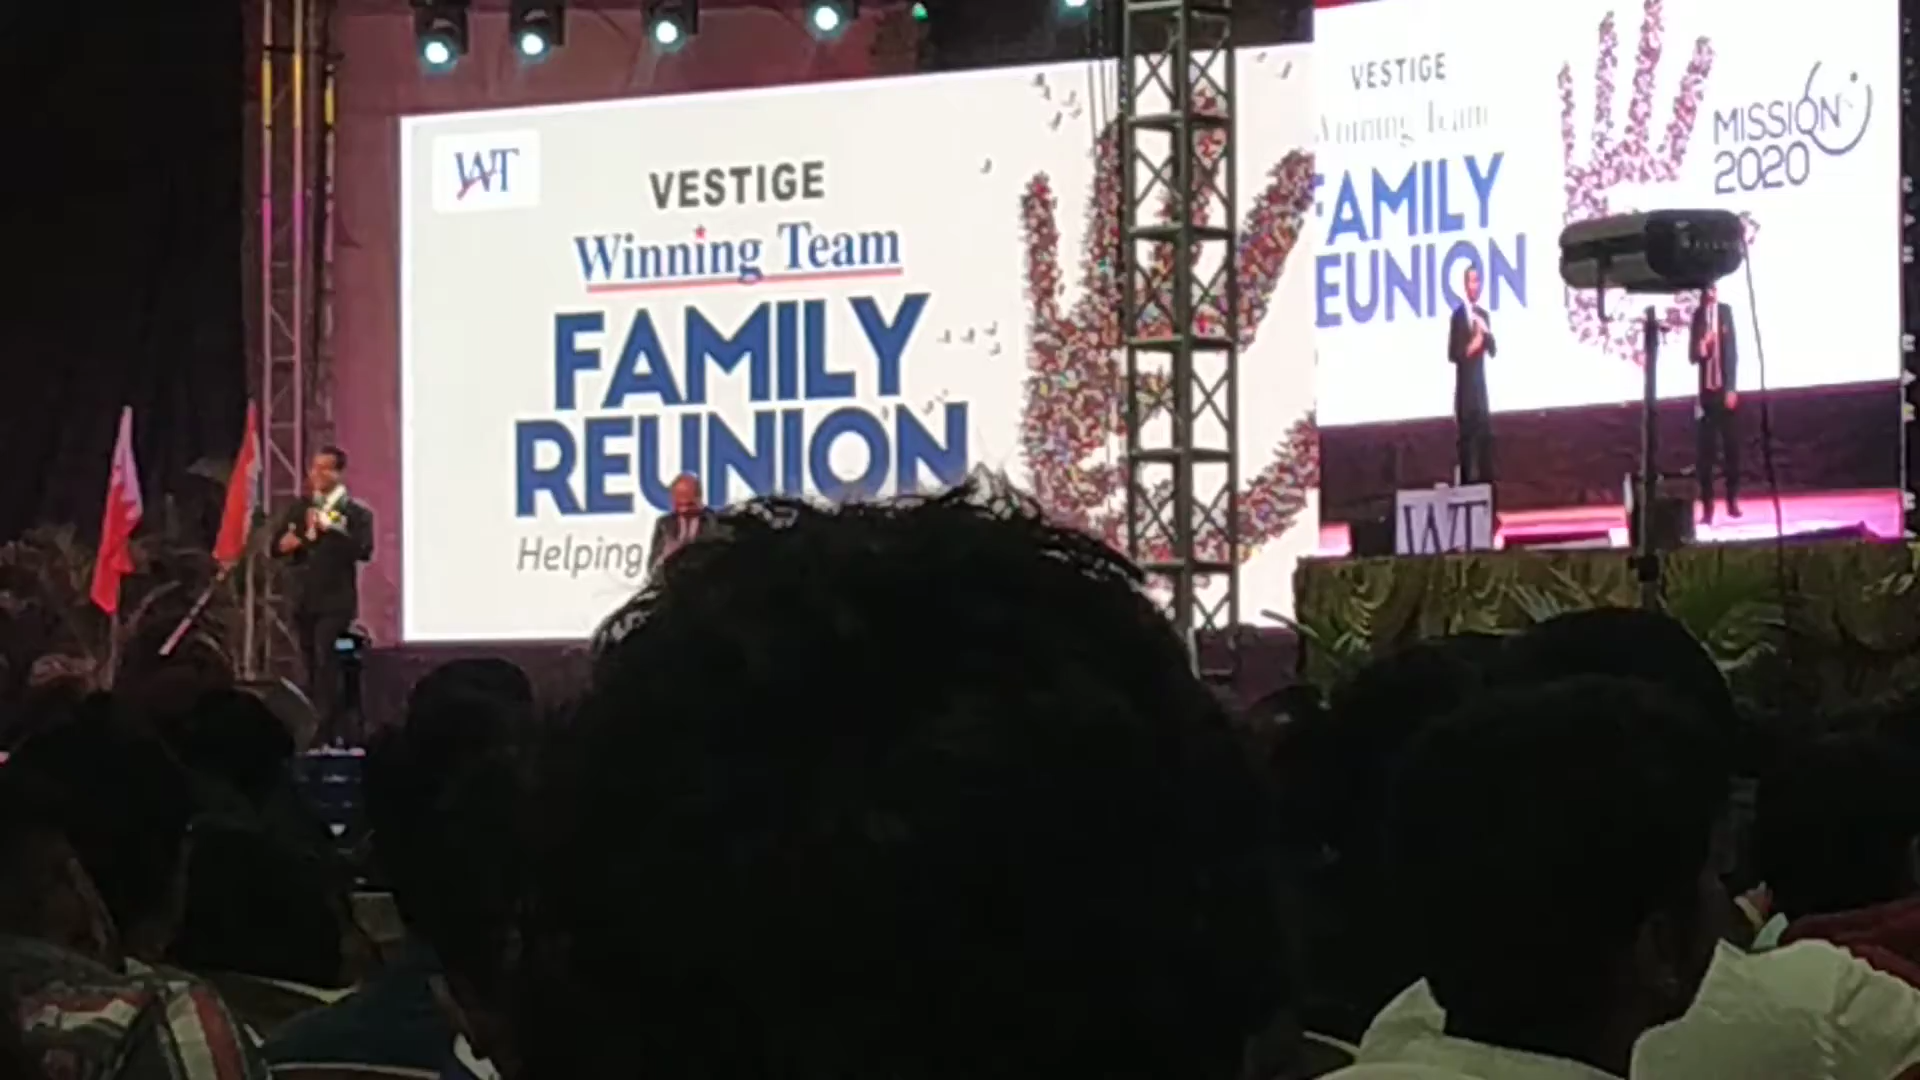 WT
VESTIGE
Winning Team
FAMILY
REUNION
Helping
VESTIGE
Winning Team
FAMILY
EUNION
MISSION
2020
WT